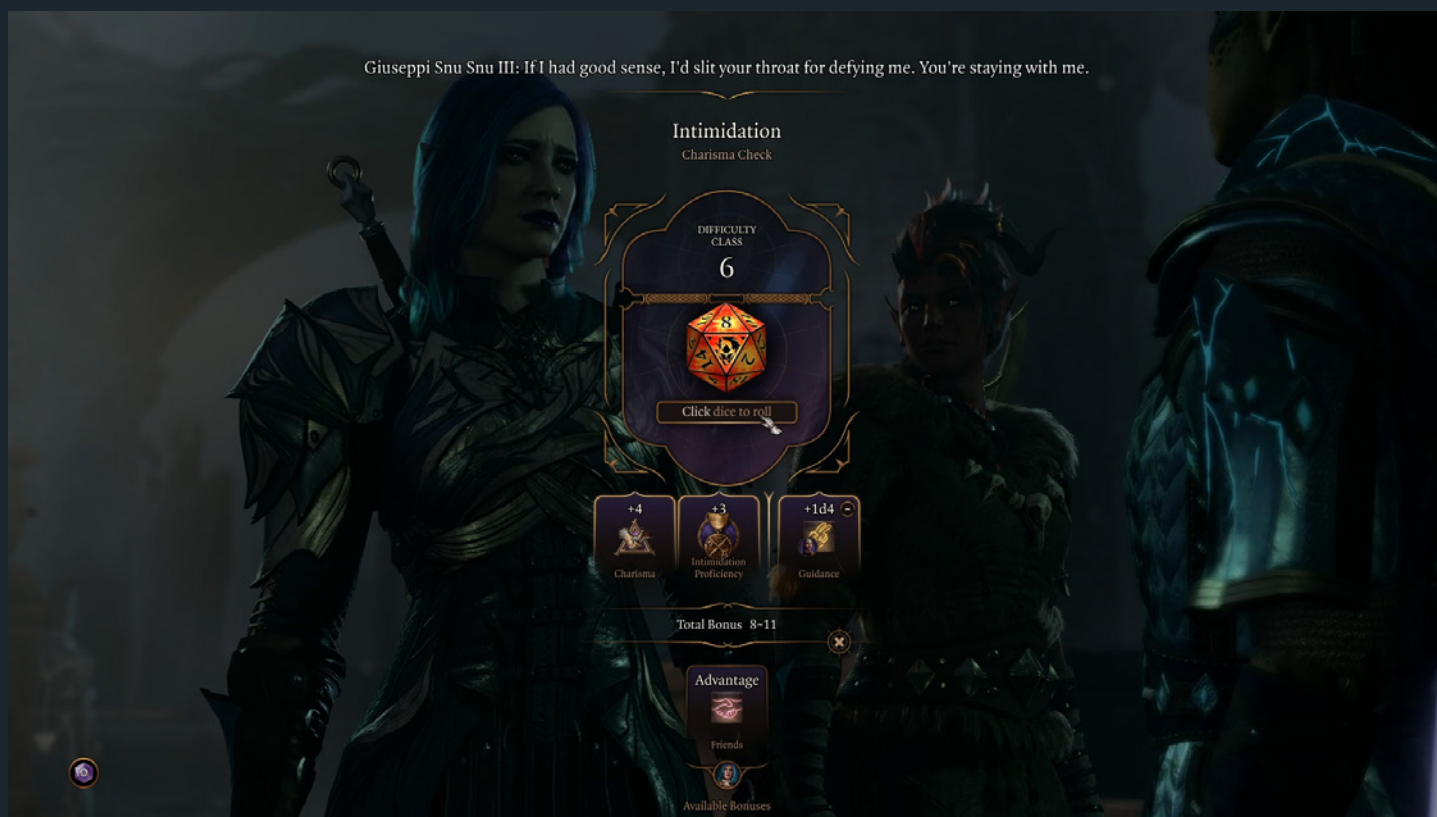 Giuseppi Snu Snu III: If I had good sense, I'd slit your throat for defying me. You're staying with me.
Intimidation
Charisma Check
DIFFICULTY
CLASS
6
8
Click dice to roll
+4
+3
+1d4
Charisma
Intimidation
Proficiency
Guidance
Total Bonus 8~11
Advantage
Friends
Available Bonuses